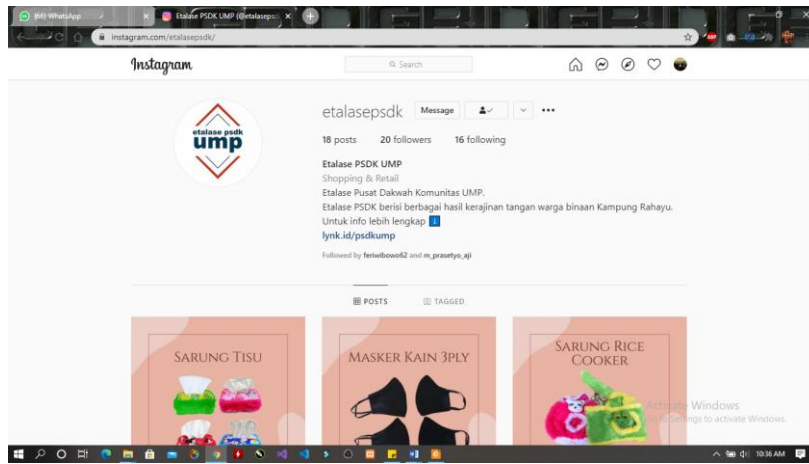 (66) WhatsApp
Etalase PSDK UMP (@etalaseps
instagram.com/etalasepsdk/
Instagram
Search
etalase psdk
ump
etalasepsdk
Message
18 posts 20 followers 16 following
Etalase PSDK UMP
Shopping & Retail
Etalase Pusat Dakwah Komunitas UMP.
Etalase PSDK berisi berbagai hasil kerajinan tangan warga binaan Kampung Rahayu.
Untuk info lebih lengkap
lynk.id/psdkump
Followed by feriwibowo62 and m_prasetyo_aji
POSTS TAGGED
SARUNG TISU
MASKER KAIN 3PLY
SARUNG RICE
COOKER
Activate Windows
Go to Settings to activate Windows.
10:36 AM